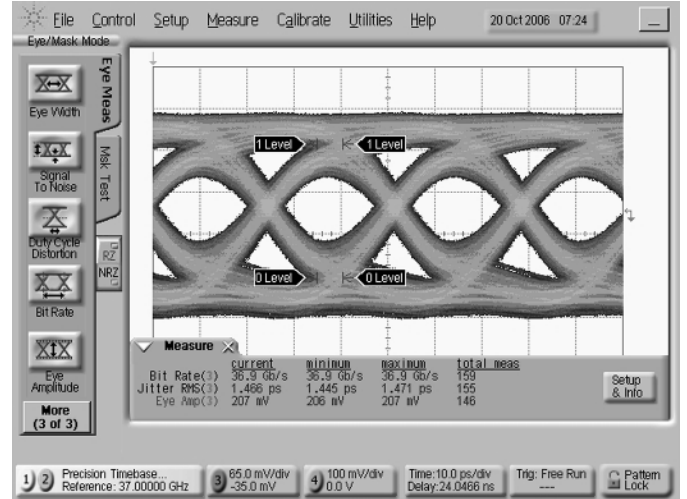 File Control Setup Measure Calibrate Utilities Help 20 Oct 2006 07:24
Eye/Mask Mode
Eye Meas
Msk Test
Eye Width
Signal
To Noise
Duty Cycle
Distortion
RZ
NRZ
Bit Rate
Eye
Amplitude
More
(3 of 3)
1 Level 1 Level
0 Level 0 Level
Measure
current minimum maximum total meas
Bit Rate(3) 36.9 Gb/s 36.9 Gb/s 36.9 Gb/s 159
Jitter RMS(3) 1.466 ps 1.445 ps 1.471 ps 155
Eye Amp(3) 207 mV 206 mV 207 mV 146
Setup
& Info
1 2 Precision Timebase...
Reference: 37.00000 GHz
3 65.0 mV/div
-35.0 mV
4 100 mV/div
0.0 V
Time:10.0 ps/div
Delay:24.0466 ns
Trig: Free Run
---
Pattern
Lock